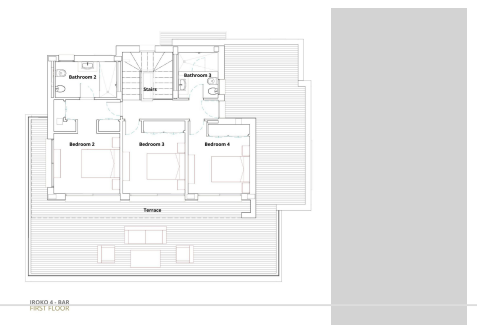 Bathroom 2
Bathroom 3
Stairs
Bedroom 2
Bedroom 3
Bedroom 4
Terrace
IROKO 4 - BAR
FIRST FLOOR